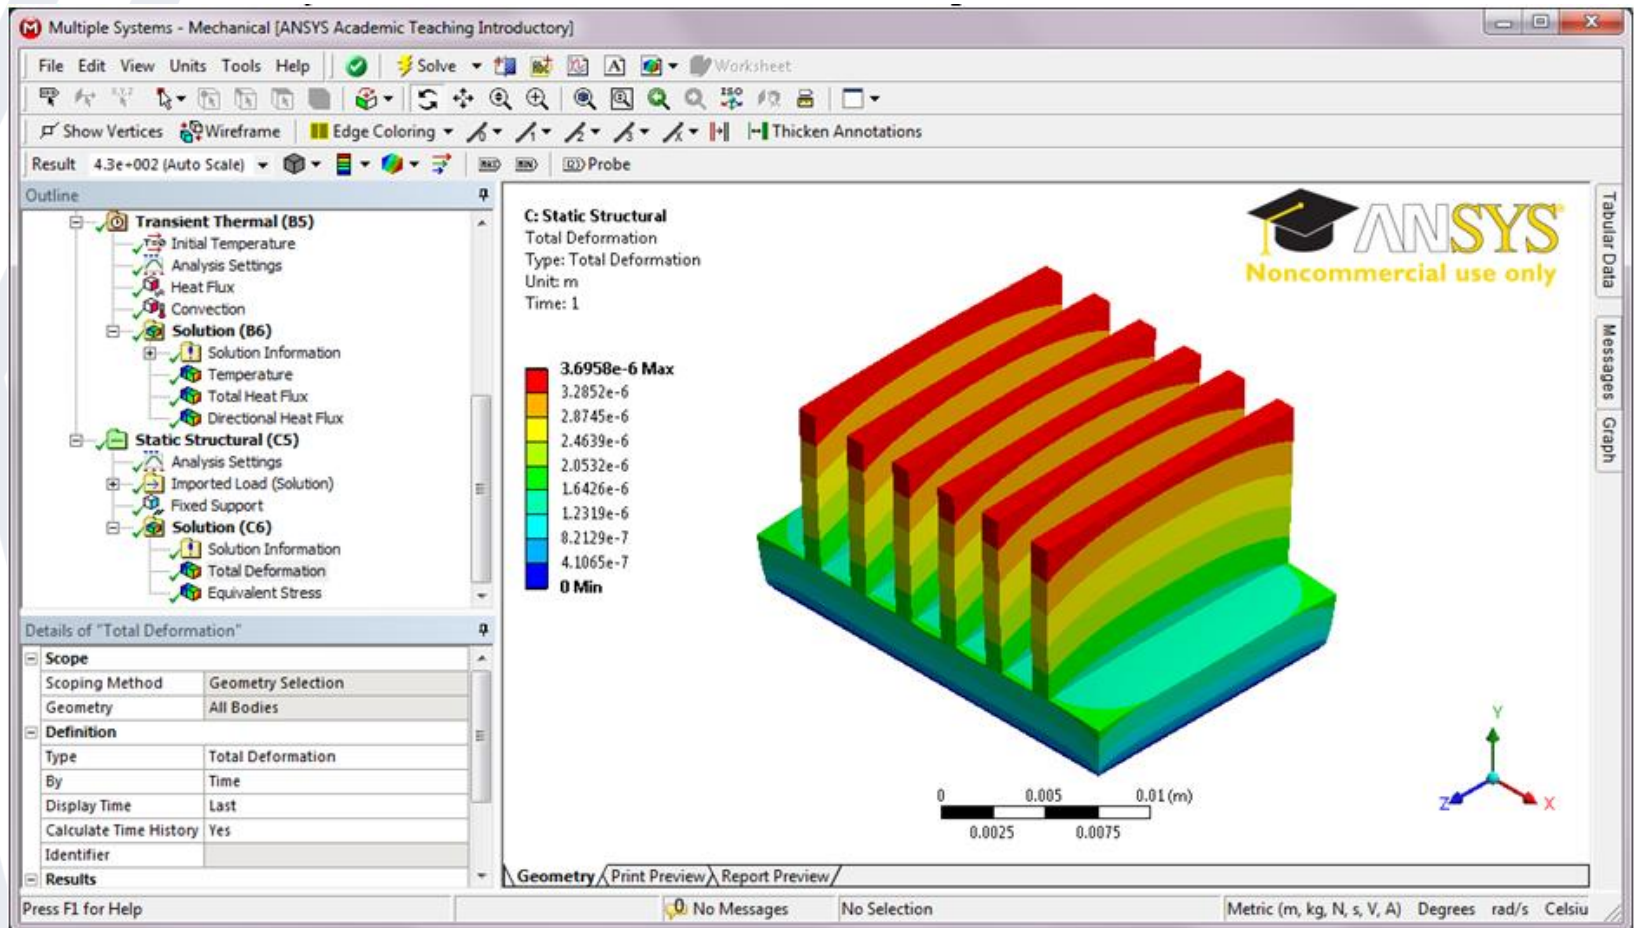 Multiple Systems - Mechanical [ANSYS Academic Teaching Introductory]
File Edit View Units Tools Help Solve Worksheet
ISO
Show Vertices Wireframe Edge Coloring Thicken Annotations
Result 4.3e+002 (Auto Scale) MAX MIN Probe
Outline
Transient Thermal (B5)
Initial Temperature
Analysis Settings
Heat Flux
Convection
Solution (B6)
Solution Information
Temperature
Total Heat Flux
Directional Heat Flux
Static Structural (C5)
Analysis Settings
Imported Load (Solution)
Fixed Support
Solution (C6)
Solution Information
Total Deformation
Equivalent Stress
Details of "Total Deformation"
Scope
Scoping Method Geometry Selection
Geometry All Bodies
Definition
Type Total Deformation
By Time
Display Time Last
Calculate Time History Yes
Identifier
Results
C: Static Structural
Total Deformation
Type: Total Deformation
Unit: m
Time: 1
3.6958e-6 Max
3.2852e-6
2.8745e-6
2.4639e-6
2.0532e-6
1.6426e-6
1.2319e-6
8.2129e-7
4.1065e-7
0 Min
ANSYS
Noncommercial use only
0 0.005 0.01 (m)
0.0025 0.0075
Y
Z X
Tabular Data
Messages
Graph
Geometry Print Preview Report Preview
Press F1 for Help 0 No Messages No Selection Metric (m, kg, N, s, V, A) Degrees rad/s Celsiu